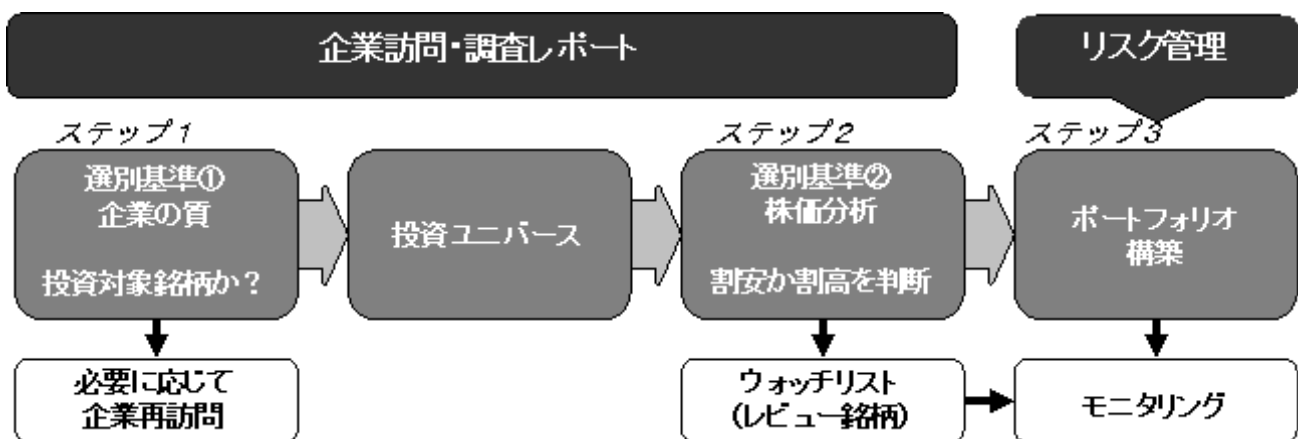 企業訪問・調査レポート
リスク管理
ステップ1
選別基準①
企業の質
投資対象銘柄か？
投資ユニバース
ステップ2
選別基準②
株価分析
割安か割高を判断
ステップ3
ポートフォリオ
構築
必要に応じて
企業再訪問
ウォッチリスト
(レビュー銘柄)
モニタリング